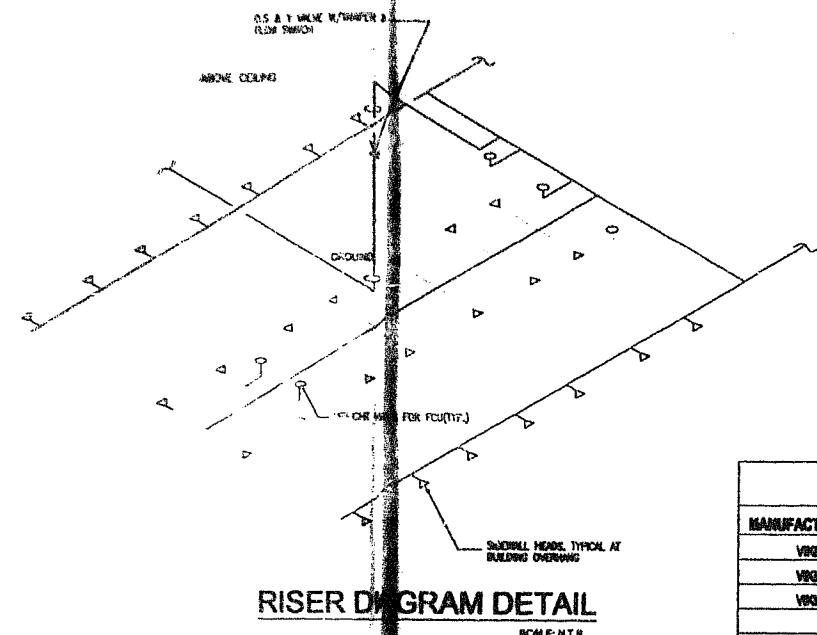 O.S & Y VALVE W/TAMPER &
FLOW SWITCH
ABOVE CEILING
GROUND
FOR FCU(TYP.)
SIDEWALL HEADS, TYPICAL AT
BUILDING OVERHANG
MANUFACT
RISER DIAGRAM DETAIL
SCALE: N.T.S